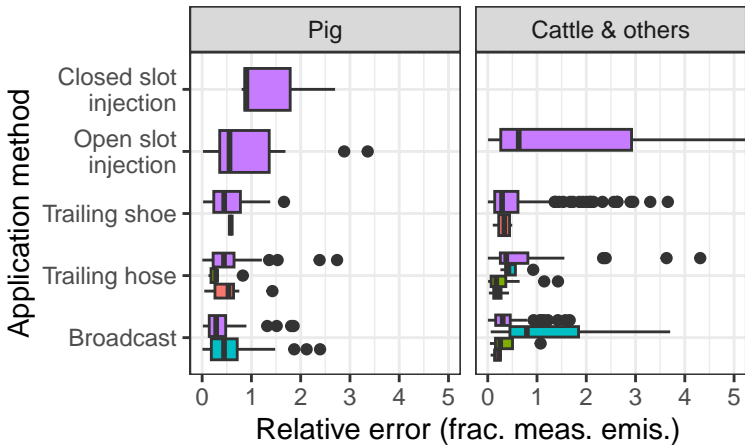 Pig
Cattle & others
Application method
Closed slot
injection
Open slot
injection
Trailing shoe
Trailing hose
Broadcast
0 1 2 3 4 5
0 1 2 3 4 5
Relative error (frac. meas. emis.)